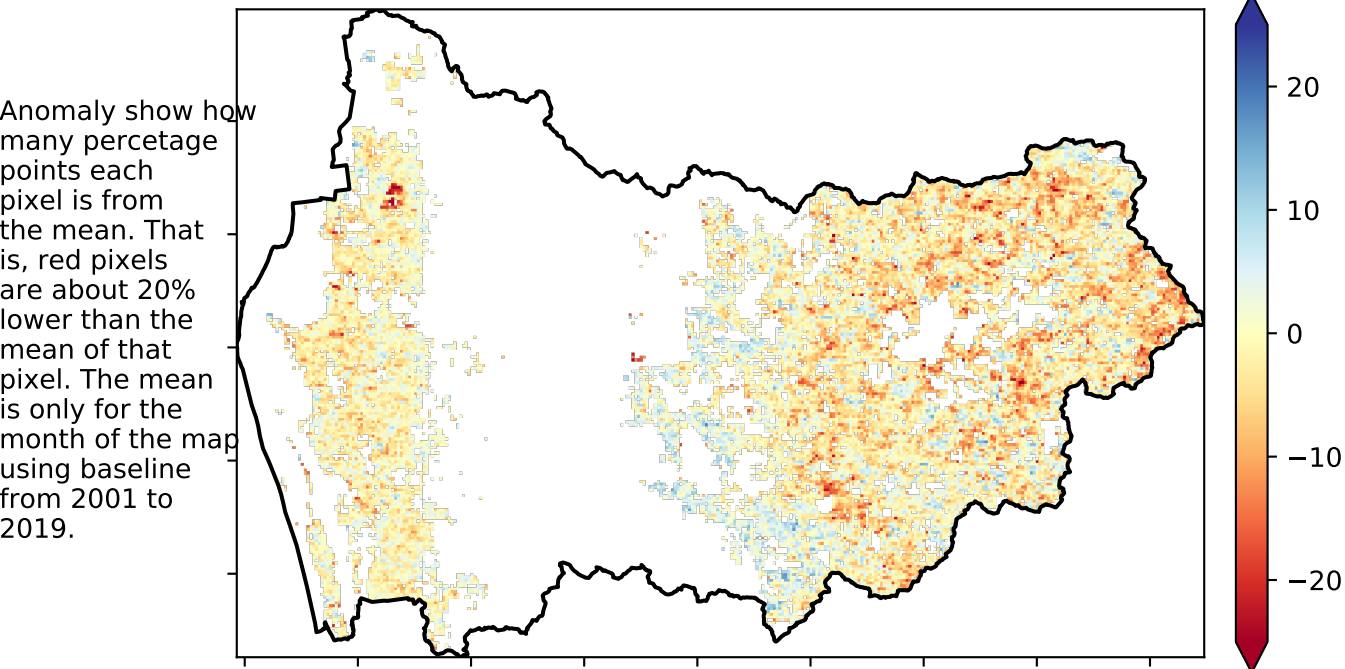 Anomaly show how
many percetage
points each
pixel is from
the mean. That
is, red pixels
are about 20%
lower than the
mean of that
pixel. The mean
is only for the
month of the map
using baseline
from 2001 to
2019.
20
10
0
−10
−20